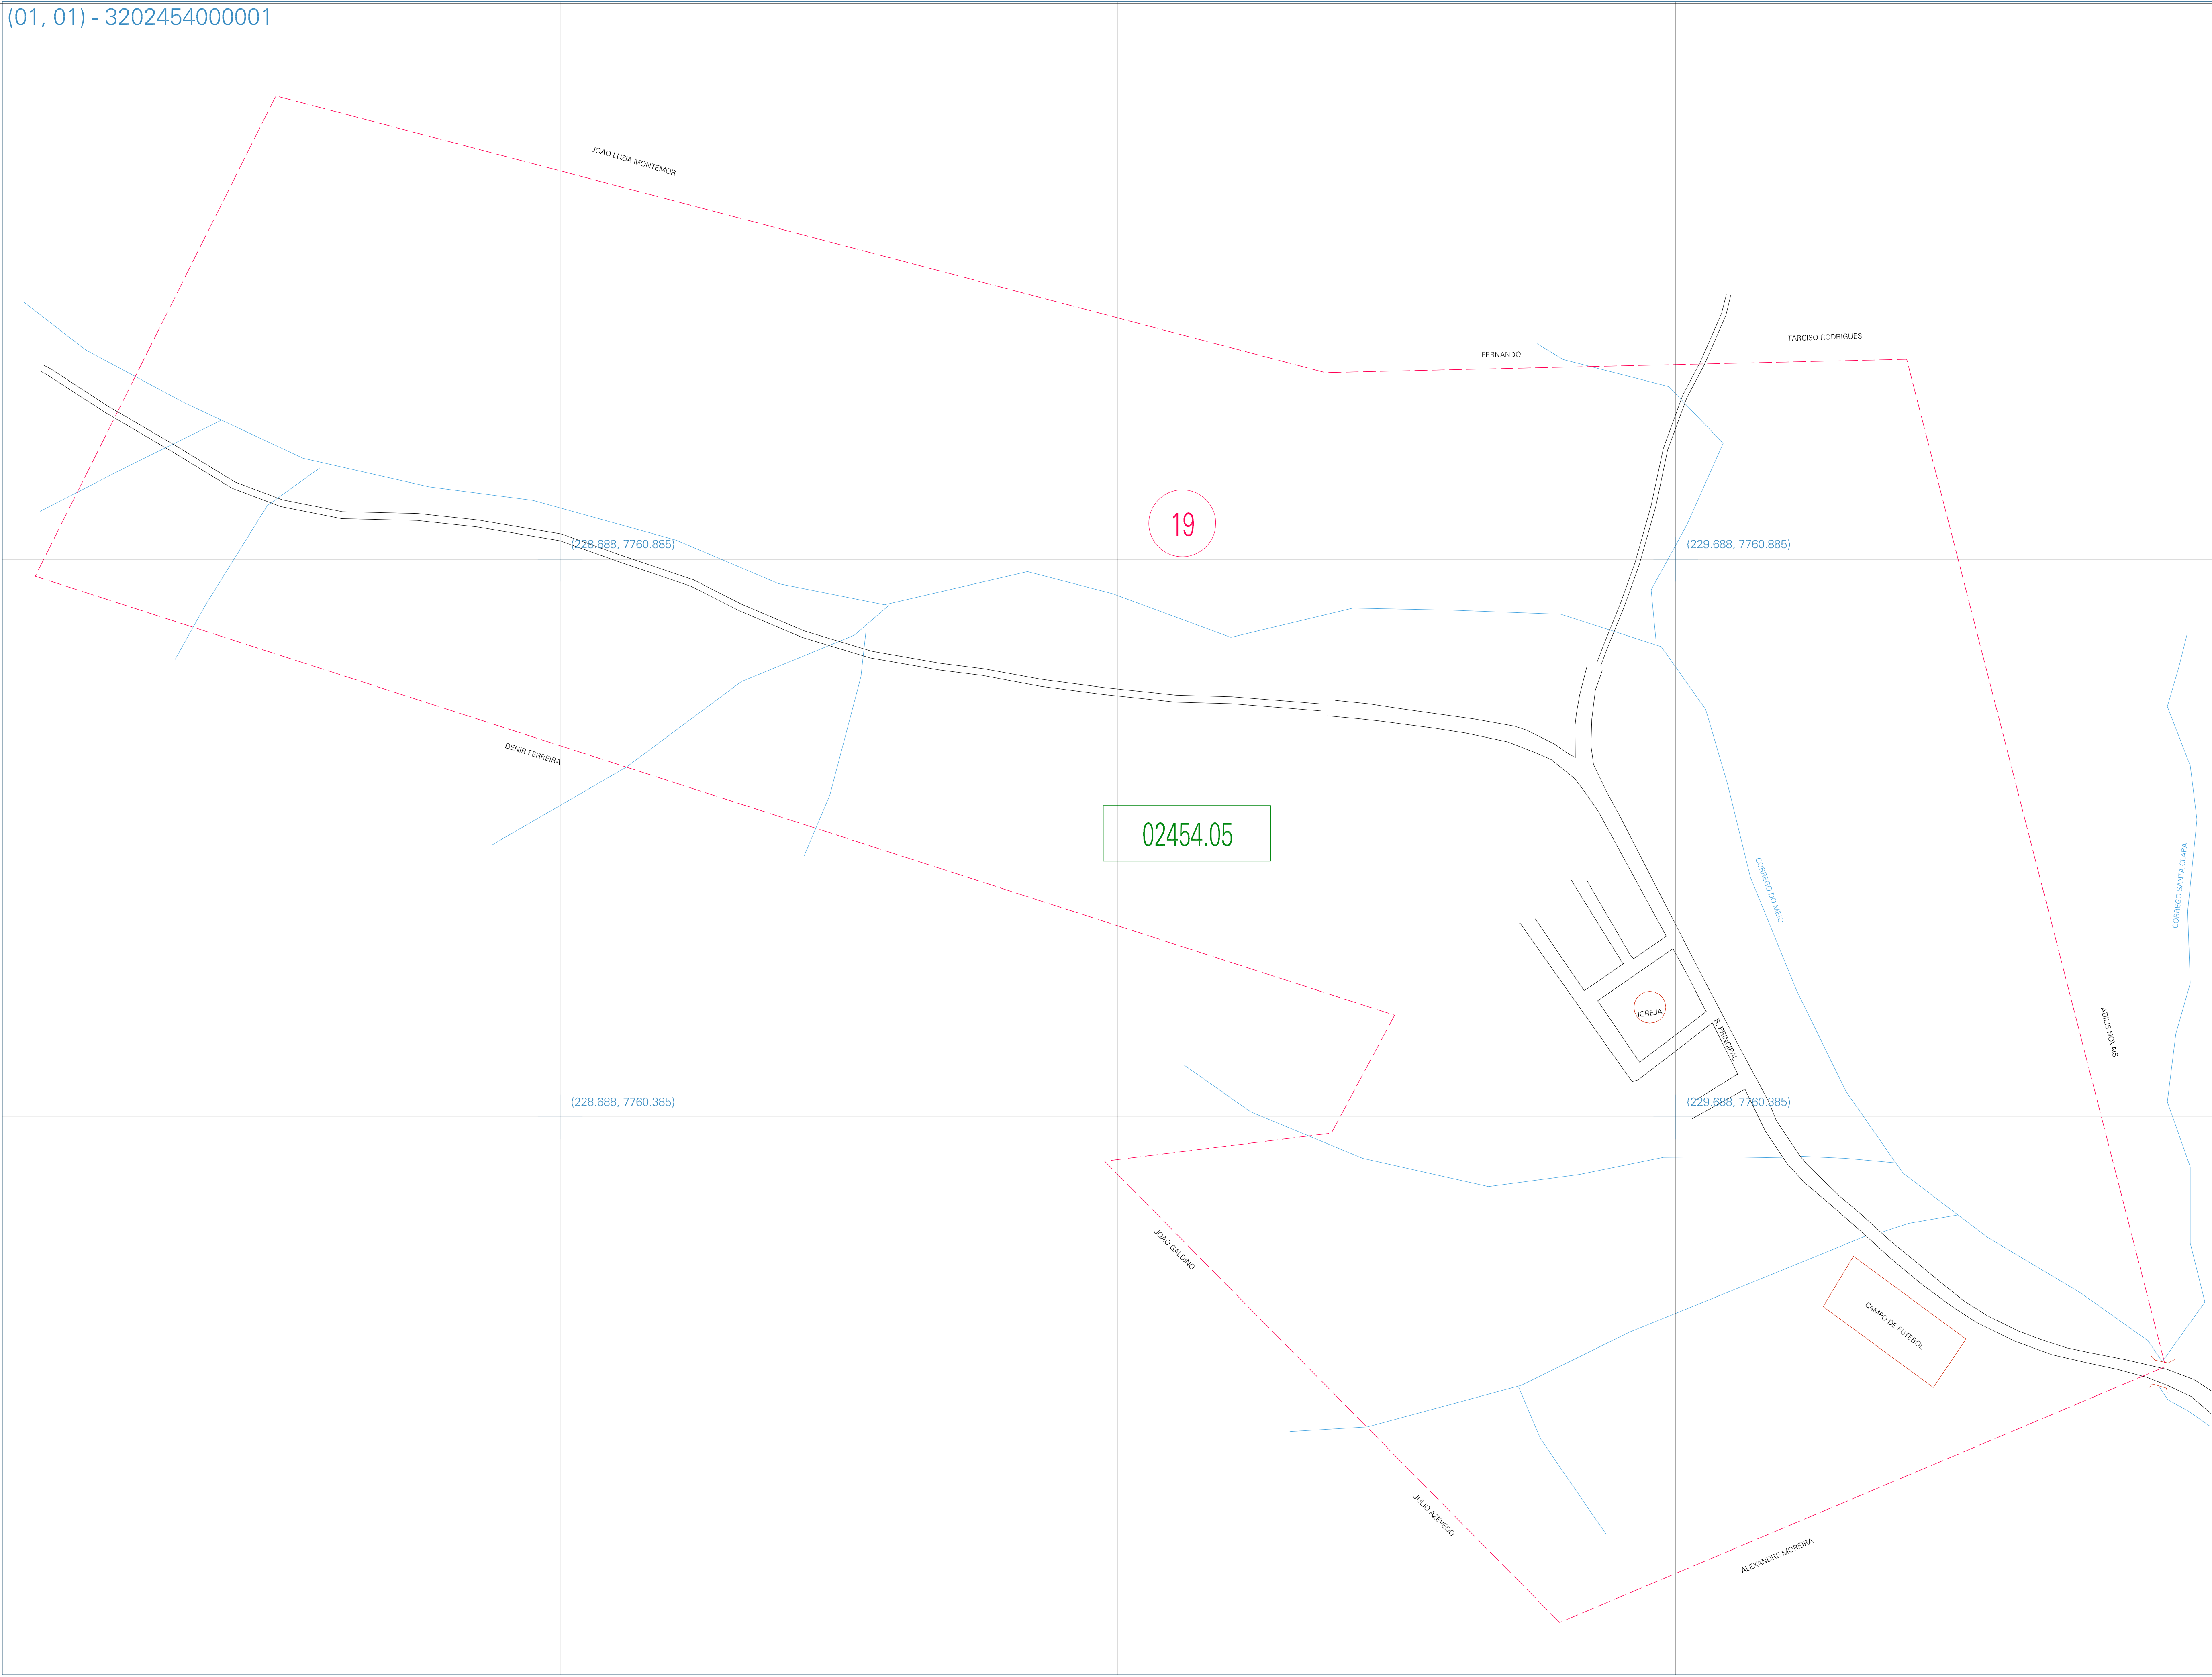 (01, 01) - 3202454000001
JOAO LUZIA MONTEMOR
TARCISO RODRIGUES
FERNANDO
19
(228.688, 7760.885)
(229.688, 7760.885)
DENIR FERREIRA
02454.05
CORREGO DO MEIO
CORREGO SANTA CLARA
IGREJA
R. PRINCIPAL
ADILIS NOVAIS
(228.688, 7760.385)
(229.688, 7760.385)
JOAO GALDINO
CAMPO DE FUTEBOL
JULIO AZEVEDO
ALEXANDRE MOREIRA